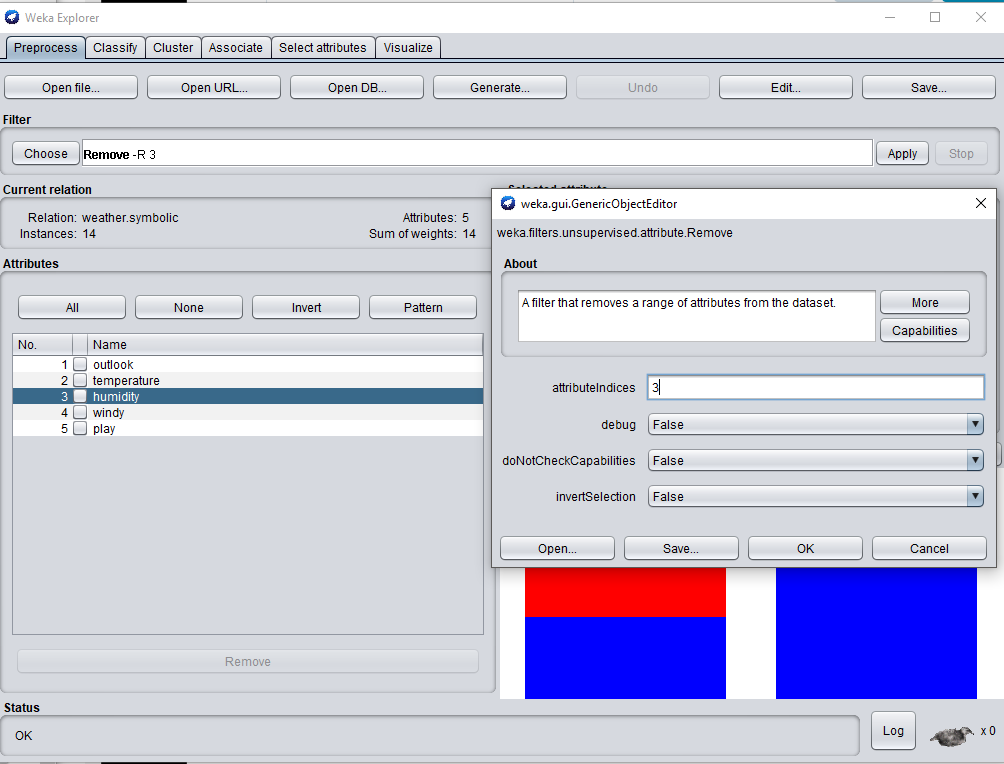 Weka Explorer
Preprocess Classify Cluster Associate Select attributes Visualize
Open file... Open URL... Open DB... Generate... Undo Edit... Save...
Filter
Choose Remove -R 3 Apply Stop
Current relation
Relation: weather.symbolic Attributes: 5
Instances: 14 Sum of weights: 14
Attributes
All None Invert Pattern
No. Name
1 outlook
2 temperature
3 humidity
4 windy
5 play
Remove
Selected attribute
weka.gui.GenericObjectEditor
weka.filters.unsupervised.attribute.Remove
About
A filter that removes a range of attributes from the dataset.
More
Capabilities
attributeIndices 3
debug False
doNotCheckCapabilities False
invertSelection False
Open... Save... OK Cancel
Status
OK
Log x 0